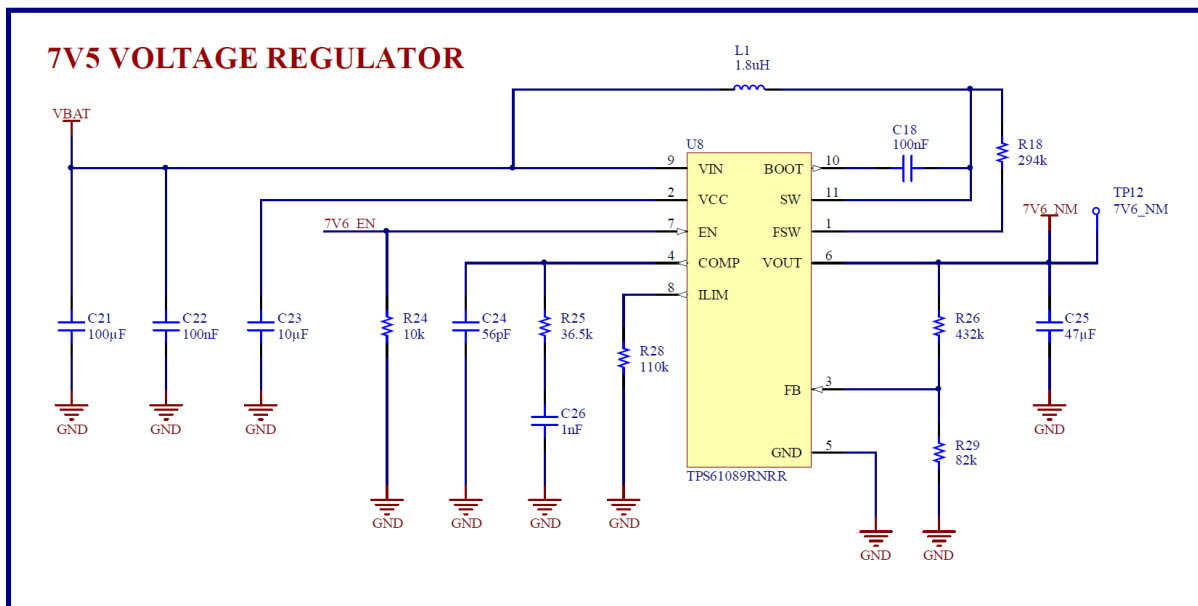 7V5 VOLTAGE REGULATOR
L1
1.8uH
VBAT
U8
C18
100nF
R18
294k
9 VIN BOOT 10
2 VCC SW 11
7V6_EN 7 EN FSW 1
4 COMP VOUT 6
8 ILIM
7V6_NM
TP12
7V6_NM
C21
100µF
C22
100nF
C23
10µF
R24
10k
C24
56pF
R25
36.5k
R28
110k
R26
432k
C25
47µF
FB 3
C26
1nF
GND 5
R29
82k
TPS61089RNRR
GND
GND
GND
GND
GND
GND
GND
GND
GND
GND